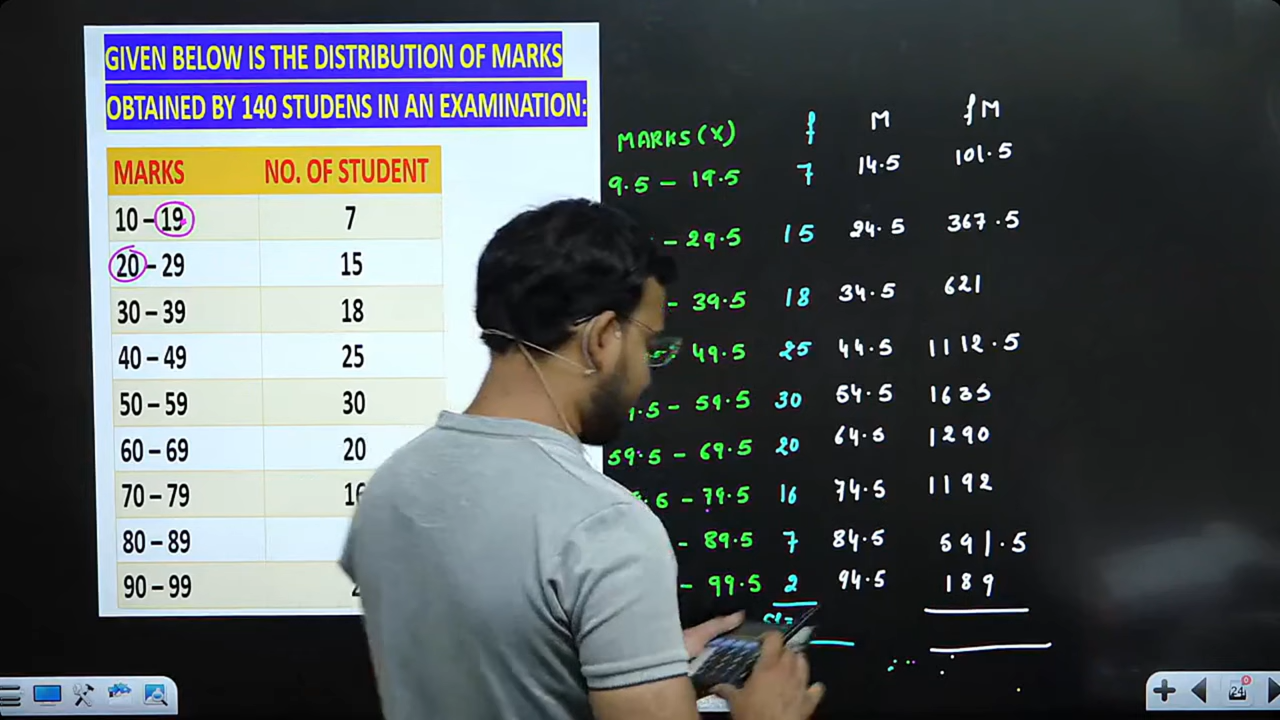 GIVEN BELOW IS THE DISTRIBUTION OF MARKS
OBTAINED BY 140 STUDENS IN AN EXAMINATION:
MARKS NO. OF STUDENT
10 – 19 7
20 – 29 15
30 – 39 18
40 – 49 25
50 – 59 30
60 – 69 20
70 – 79 16
80 – 89
90 – 99
MARKS (X) f M fM
9.5 – 19.5 7 14.5 101.5
– 29.5 15 24.5 367.5
– 39.5 18 34.5 621
49.5 25 44.5 1112.5
– 59.5 30 54.5 1635
59.5 – 69.5 20 64.5 1290
– 79.5 16 74.5 1192
– 89.5 7 84.5 591.5
– 99.5 2 94.5 189
24